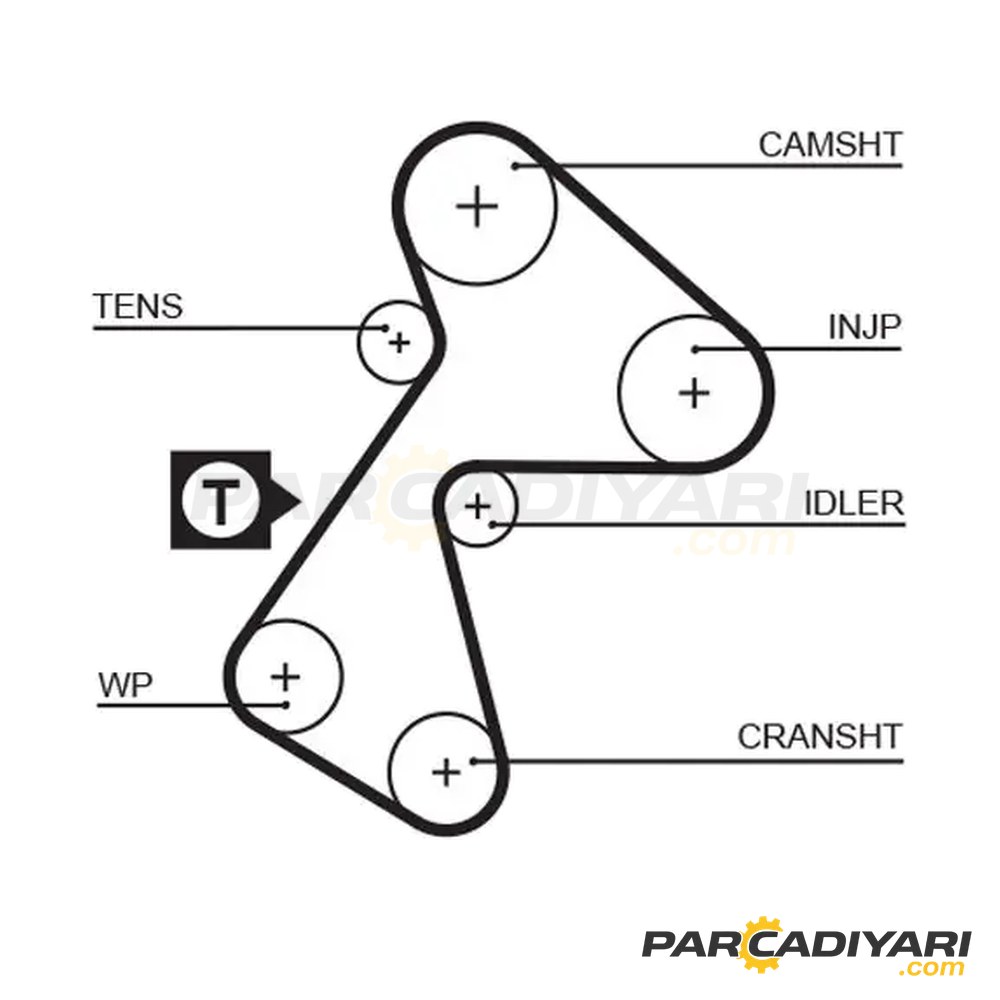 CAMSHT
TENS
INJP
T
PARCADIYARI
.com
IDLER
WP
CRANSHT
PARCADIYARI
.com